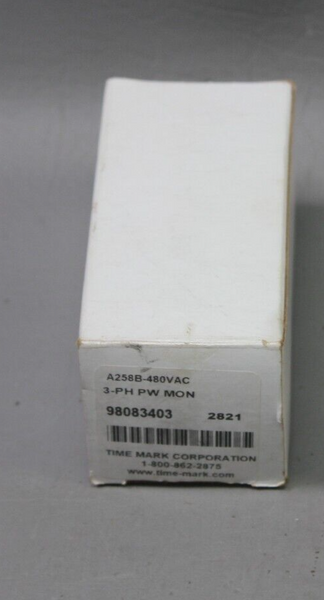 A258B-480VAC
3-PH PW MON
98083403 2821
TIME MARK CORPORATION
1-800-862-2875
www.time-mark.com